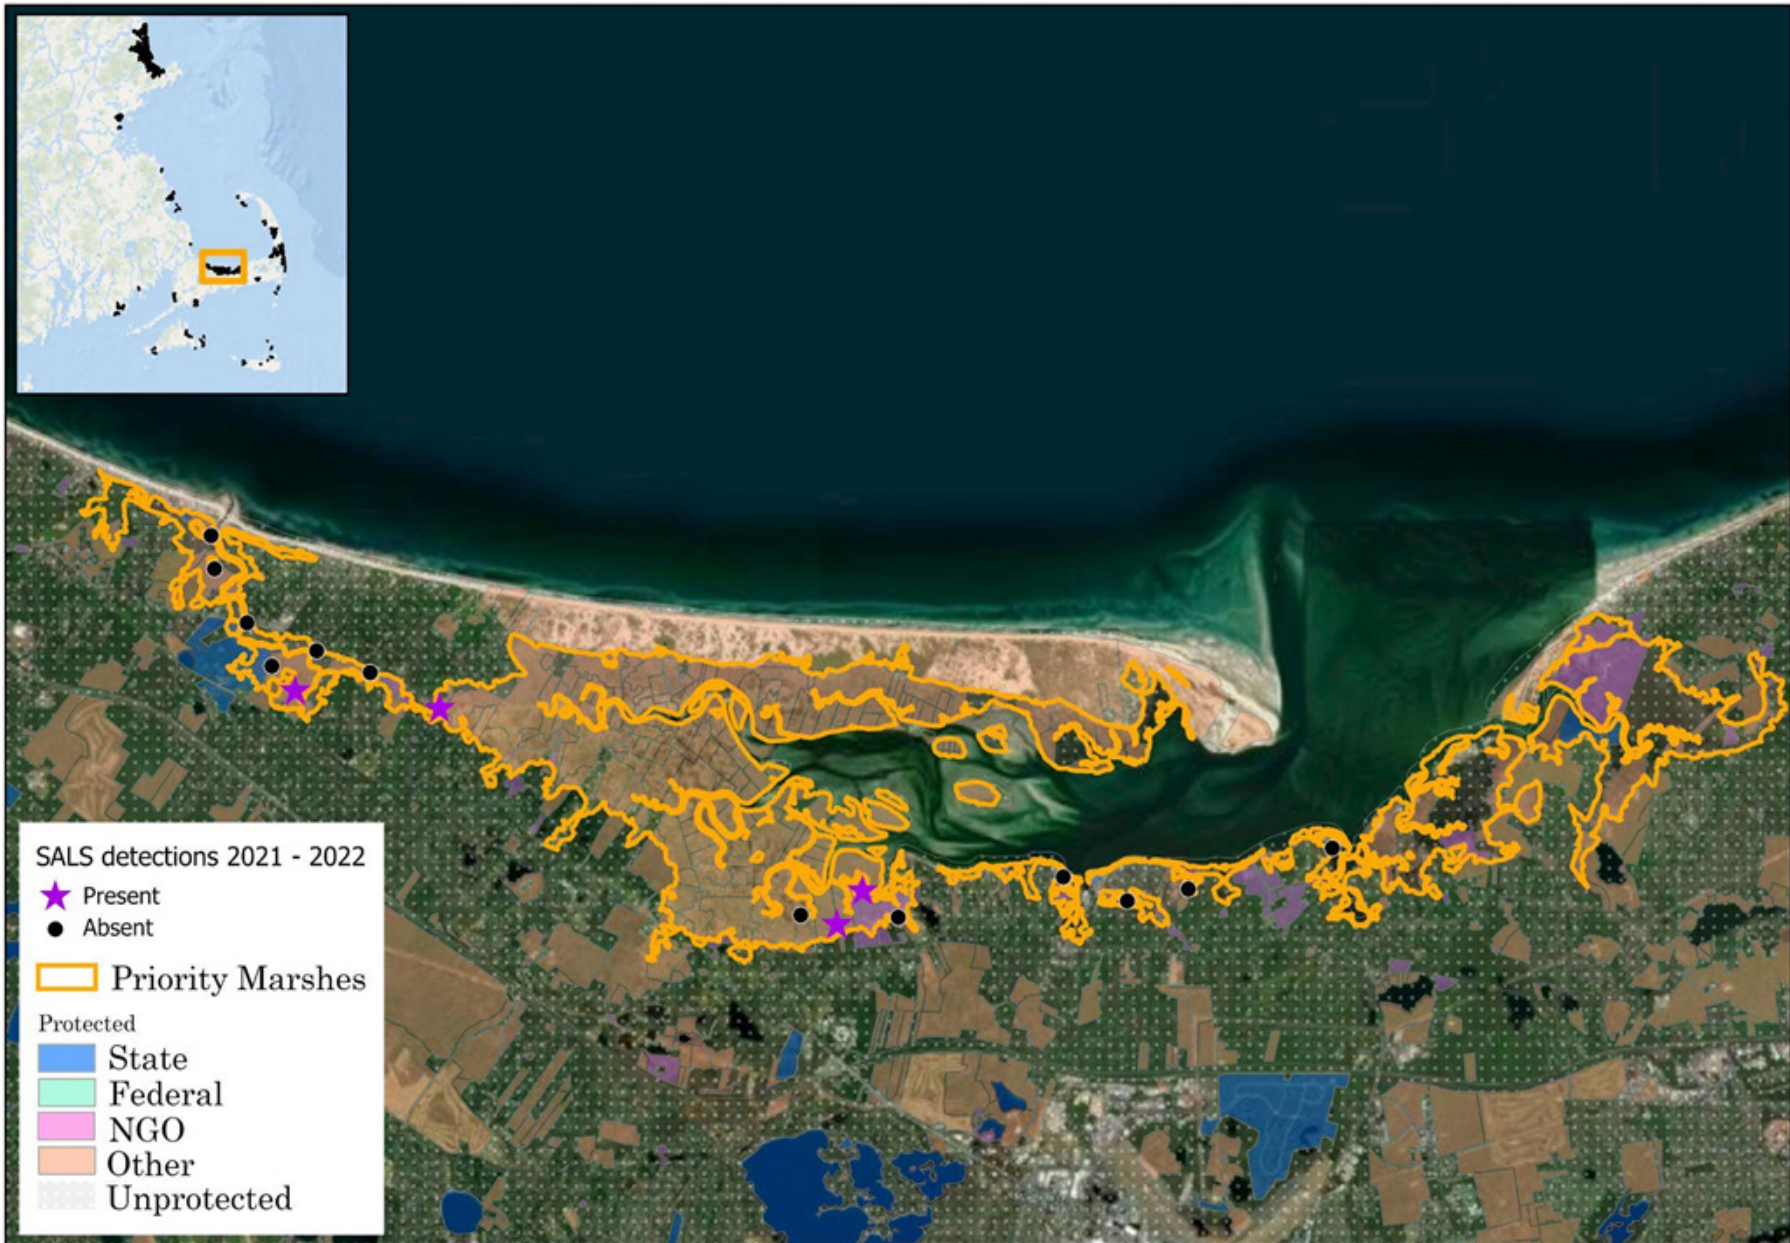 SALS detections 2021 - 2022
Present
Absent
Priority Marshes
Protected
State
Federal
NGO
Other
Unprotected